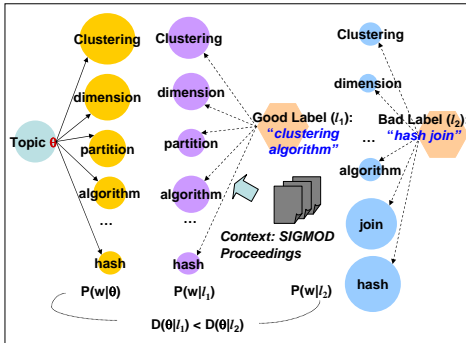 Clustering
dimension
partition
algorithm
…
hash
Topic θ
P(w|θ)
Clustering
dimension
partition
algorithm
…
hash
P(w|l₁)
Good Label (l₁):
“clustering
algorithm”
Context: SIGMOD
Proceedings
Clustering
dimension
…
algorithm
join
hash
P(w|l₂)
Bad Label (l₂):
“hash join”
D(θ|l₁) < D(θ|l₂)